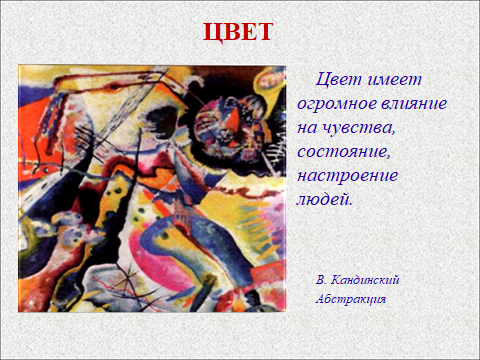 ЦВЕТ
Цвет имеет
огромное влияние
на чувства,
состояние,
настроение
людей.
В. Кандинский
Абстракция